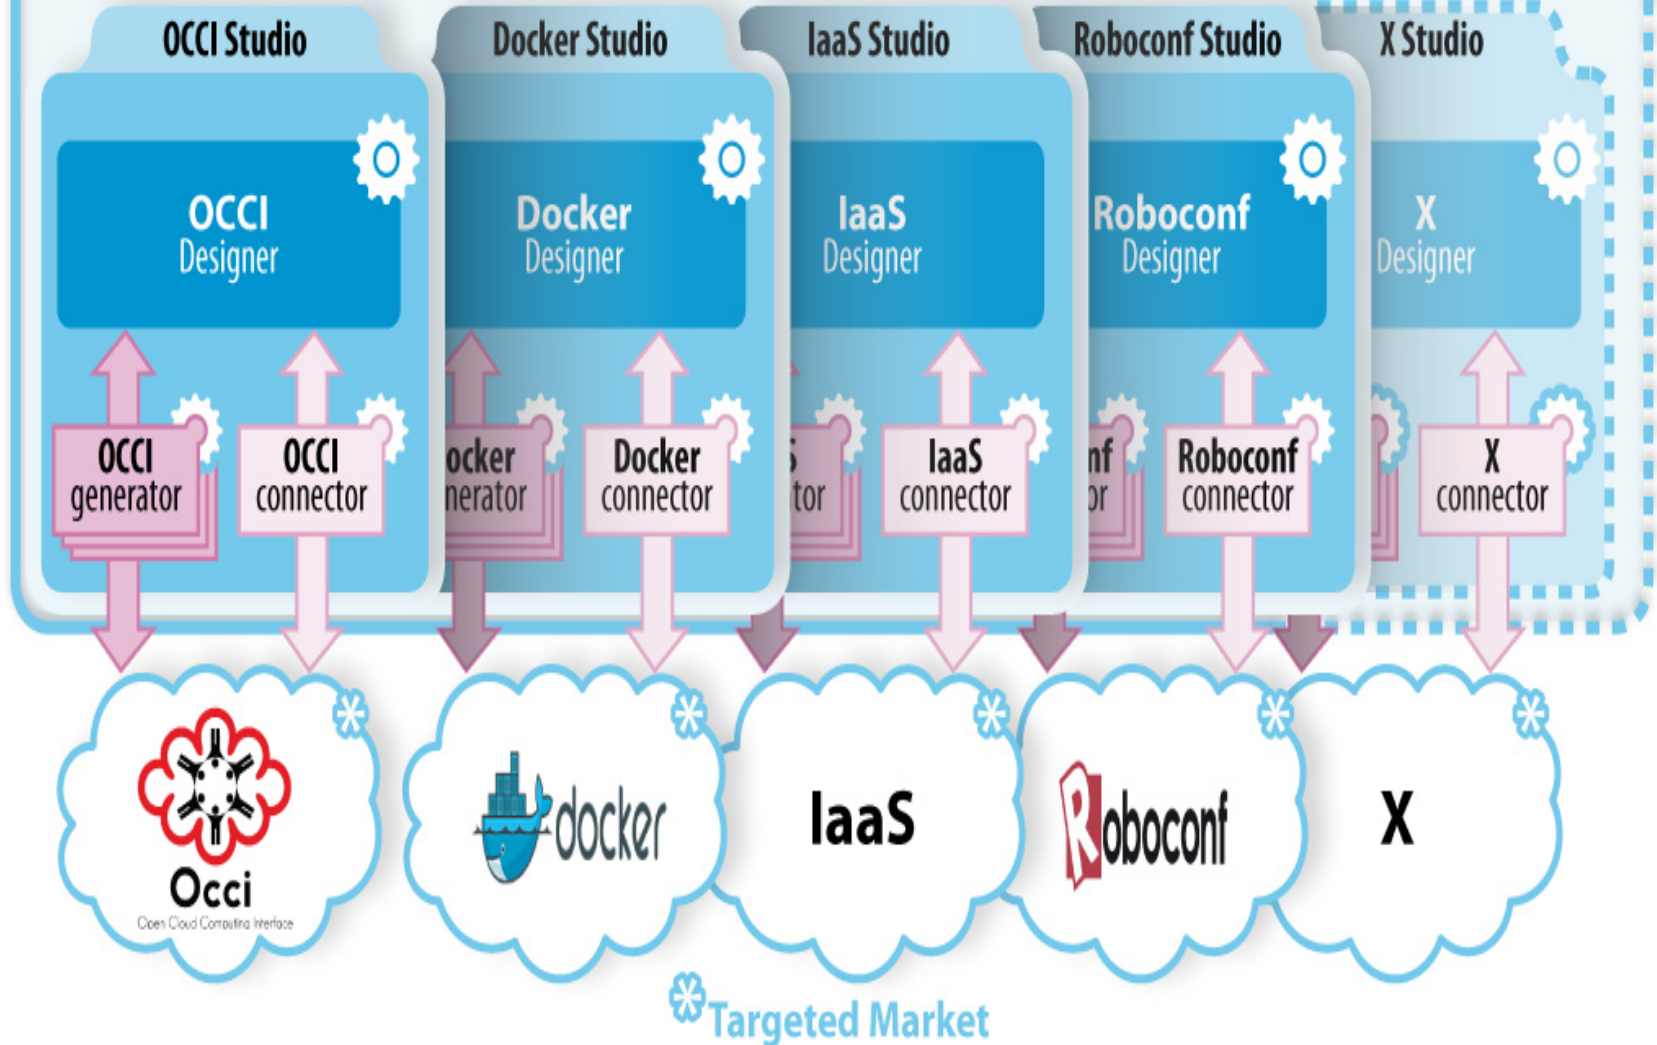 OCCI Studio
Docker Studio
IaaS Studio
Roboconf Studio
X Studio
OCCI
Designer
Docker
Designer
IaaS
Designer
Roboconf
Designer
X
Designer
OCCI
generator
OCCI
connector
ocker
nerator
Docker
connector
S
tor
IaaS
connector
nf
or
Roboconf
connector
X
connector
Occi
Open Cloud Computing Interface
docker
IaaS
Roboconf
X
Targeted Market